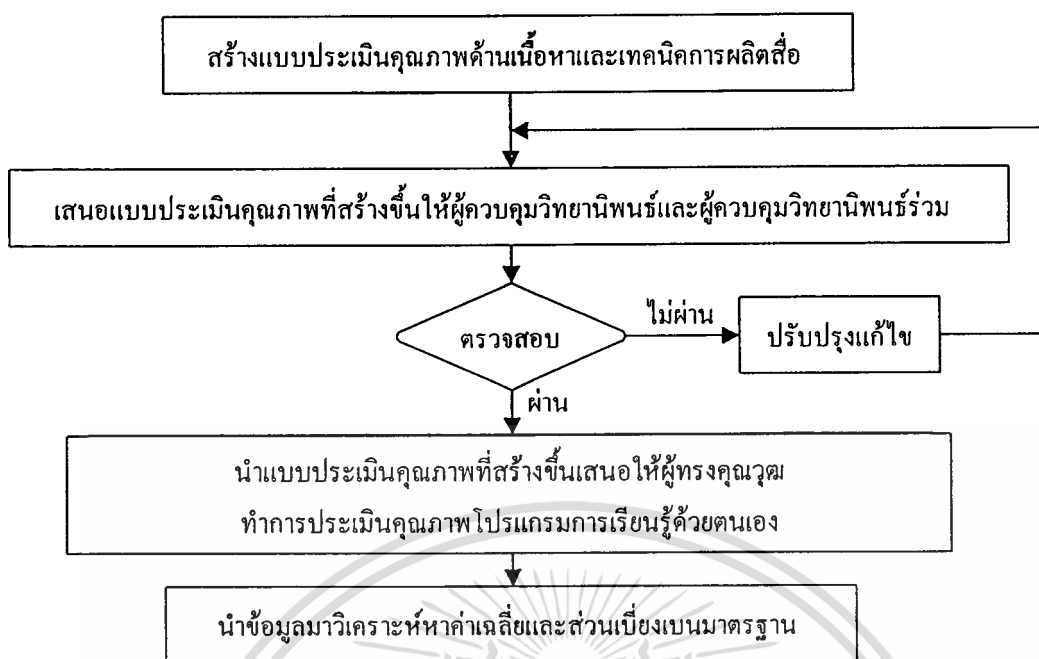 สร้างแบบประเมินคุณภาพด้านเนื้อหาและเทคนิคการผลิตสื่อ
เสนอแบบประเมินคุณภาพที่สร้างขึ้นให้ผู้ควบคุมวิทยานิพนธ์และผู้ควบคุมวิทยานิพนธ์ร่วม
ตรวจสอบ
ไม่ผ่าน
ปรับปรุงแก้ไข
ผ่าน
นำแบบประเมินคุณภาพที่สร้างขึ้นเสนอให้ผู้ทรงคุณวุฒ
ทำการประเมินคุณภาพโปรแกรมการเรียนรู้ด้วยตนเอง
นำข้อมูลมาวิเคราะห์หาค่าเฉลี่ยและส่วนเบี่ยงเบนมาตรฐาน